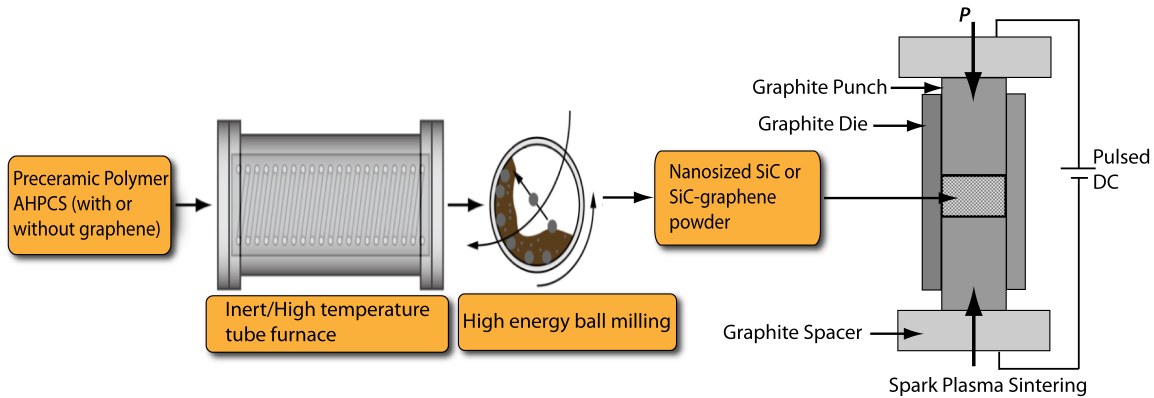 Preceramic Polymer
AHPCS (with or
without graphene)
Inert/High temperature
tube furnace
High energy ball milling
Nanosized SiC or
SiC-graphene
powder
P
Graphite Punch
Graphite Die
Pulsed
DC
Graphite Spacer
Spark Plasma Sintering